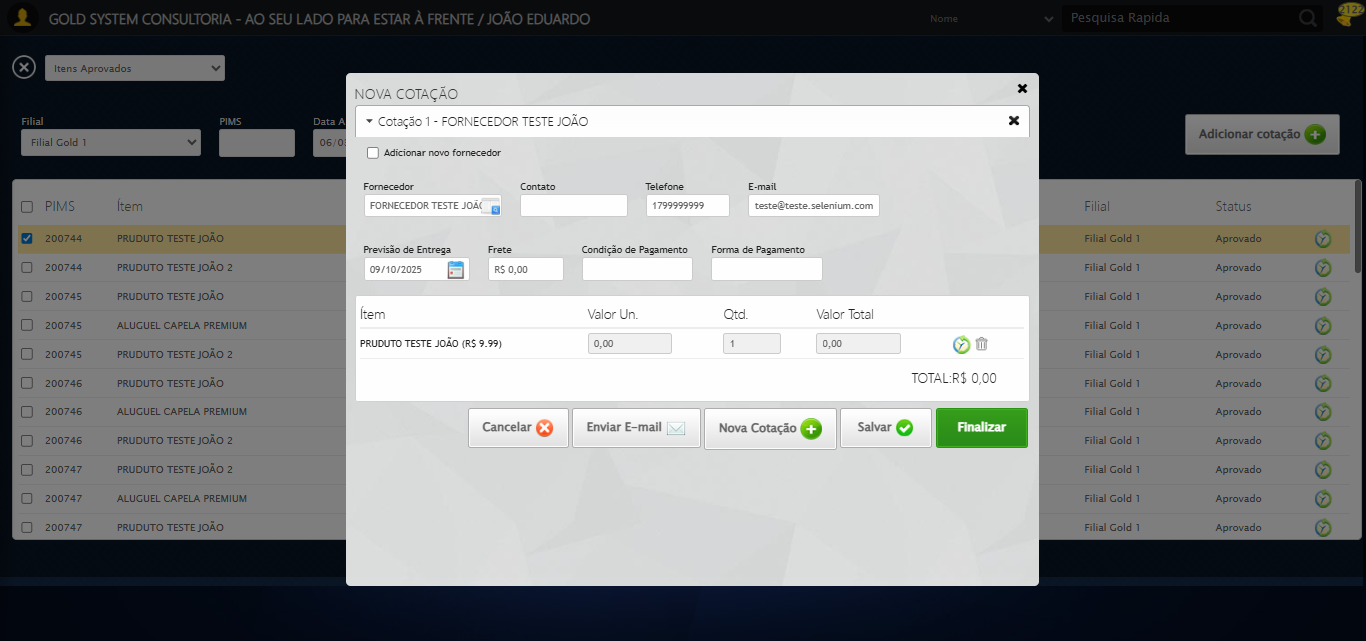 GOLD SYSTEM CONSULTORIA - AO SEU LADO PARA ESTAR À FRENTE / JOÃO EDUARDO
Nome
Pesquisa Rapida
2122
Itens Aprovados
Filial
PIMS
Data A
Filial Gold 1
06/0
Adicionar cotação
PIMS Ítem Filial Status
200744 PRUDUTO TESTE JOÃO Filial Gold 1 Aprovado
200744 PRUDUTO TESTE JOÃO 2 Filial Gold 1 Aprovado
200745 PRUDUTO TESTE JOÃO Filial Gold 1 Aprovado
200745 ALUGUEL CAPELA PREMIUM Filial Gold 1 Aprovado
200745 PRUDUTO TESTE JOÃO 2 Filial Gold 1 Aprovado
200746 PRUDUTO TESTE JOÃO Filial Gold 1 Aprovado
200746 ALUGUEL CAPELA PREMIUM Filial Gold 1 Aprovado
200746 PRUDUTO TESTE JOÃO 2 Filial Gold 1 Aprovado
200747 PRUDUTO TESTE JOÃO 2 Filial Gold 1 Aprovado
200747 ALUGUEL CAPELA PREMIUM Filial Gold 1 Aprovado
200747 PRUDUTO TESTE JOÃO Filial Gold 1 Aprovado
NOVA COTAÇÃO
Cotação 1 - FORNECEDOR TESTE JOÃO
Adicionar novo fornecedor
Fornecedor Contato Telefone E-mail
FORNECEDOR TESTE JOÃO 1799999999 teste@teste.selenium.com
Previsão de Entrega Frete Condição de Pagamento Forma de Pagamento
09/10/2025 R$ 0,00
Ítem Valor Un. Qtd. Valor Total
PRUDUTO TESTE JOÃO (R$ 9.99) 0,00 1 0,00
TOTAL:R$ 0,00
Cancelar Enviar E-mail Nova Cotação Salvar Finalizar